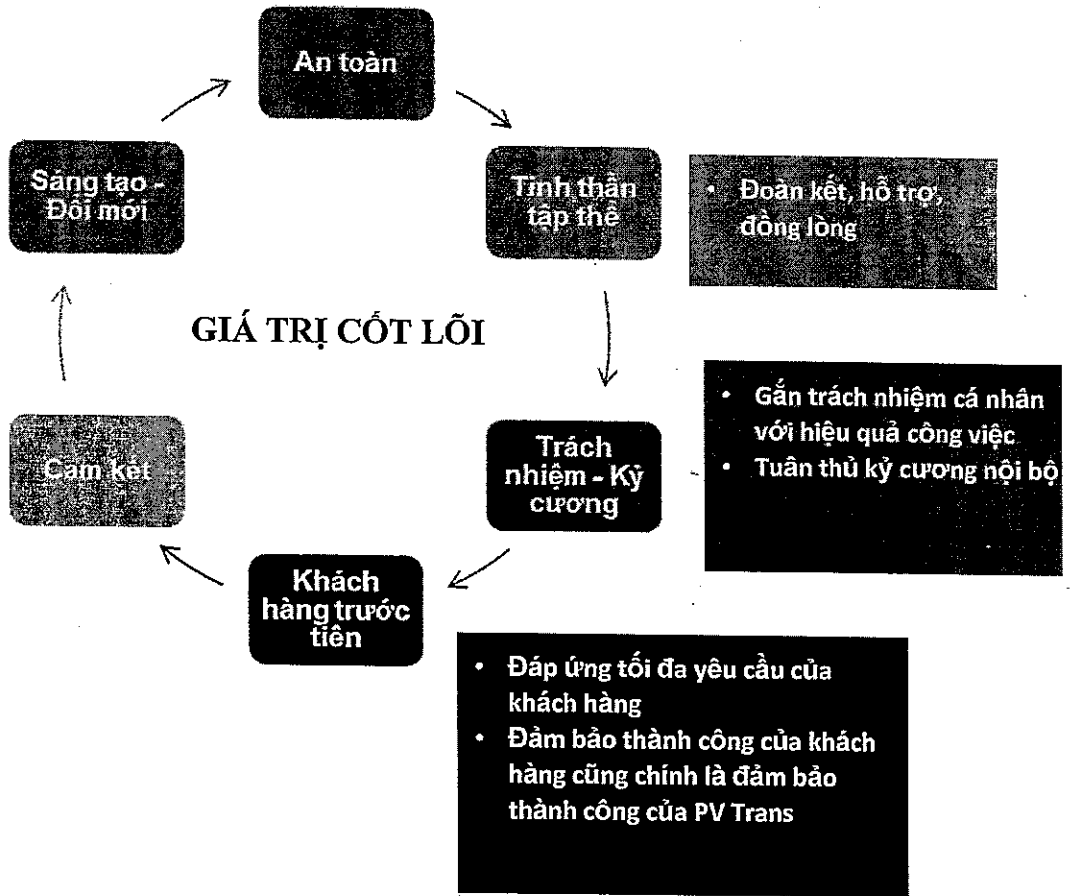 An toàn
Sáng tạo -
Đổi mới
Tinh thần
tập thể
• Đoàn kết, hỗ trợ,
đồng lòng
GIÁ TRỊ CỐT LÕI
• Gắn trách nhiệm cá nhân
với hiệu quả công việc
• Tuân thủ kỷ cương nội bộ
Trách
nhiệm - Kỷ
cương
Cam kết
Khách
hàng trước
tiên
• Đáp ứng tối đa yêu cầu của
khách hàng
• Đảm bảo thành công của khách
hàng cũng chính là đảm bảo
thành công của PV Trans